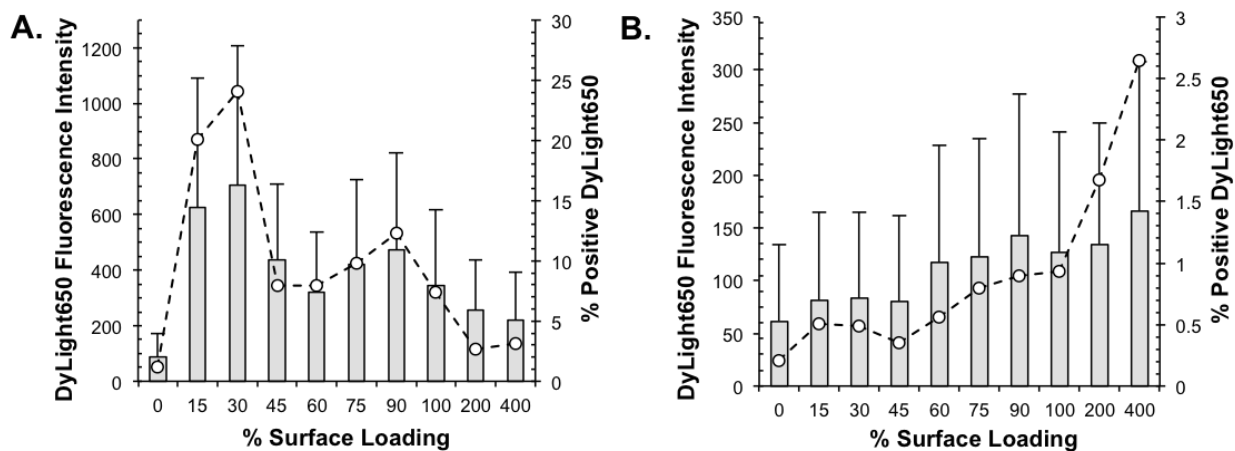 A.
DyLight650 Fluorescence Intensity
1200
1000
800
600
400
200
0
30
25
20
15
10
5
0
% Positive DyLight650
0 15 30 45 60 75 90 100 200 400
% Surface Loading
B.
DyLight650 Fluorescence Intensity
350
300
250
200
150
100
50
0
3
2.5
2
1.5
1
0.5
0
% Positive DyLight650
0 15 30 45 60 75 90 100 200 400
% Surface Loading